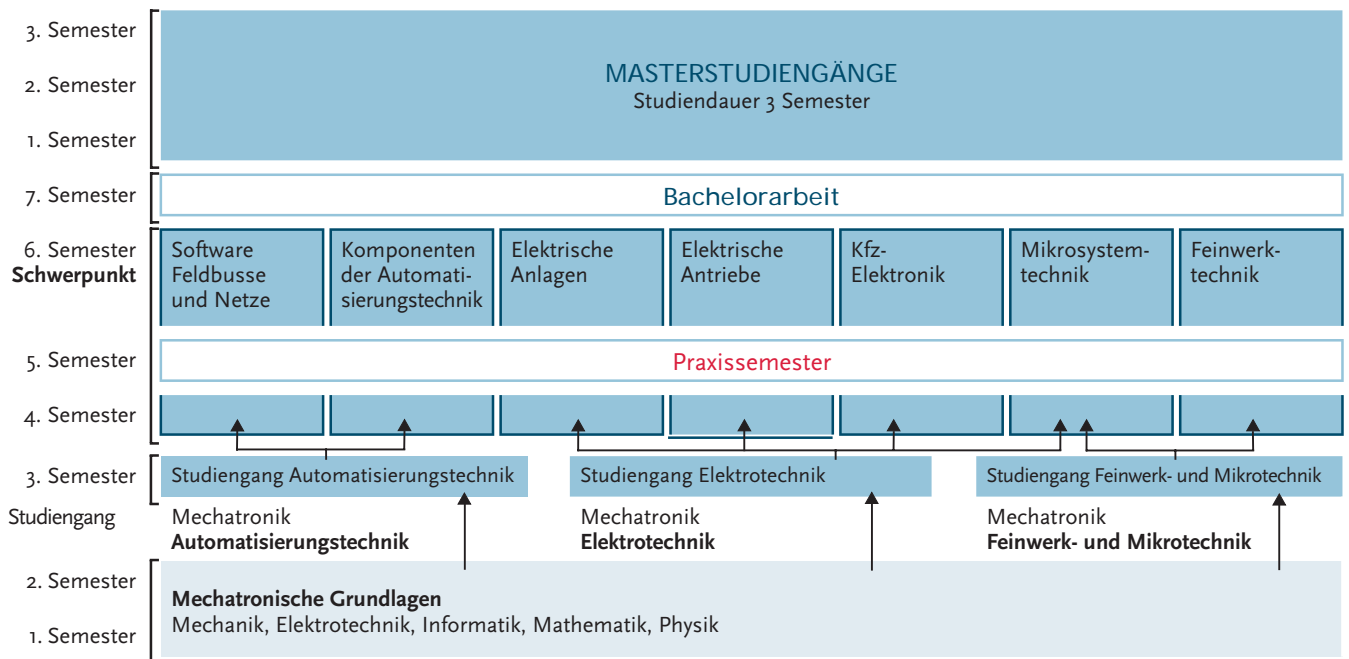 3. Semester
MASTERSTUDIENGÄNGE
2. Semester
Studiendauer 3 Semester
1. Semester
7. Semester
Bachelorarbeit
6. Semester
Schwerpunkt
Software
Feldbusse
und Netze
Komponenten
der Automati-
sierungstechnik
Elektrische
Anlagen
Elektrische
Antriebe
Kfz-
Elektronik
Mikrosystem-
technik
Feinwerk-
technik
5. Semester
Praxissemester
4. Semester
3. Semester
Studiengang Automatisierungstechnik
Studiengang Elektrotechnik
Studiengang Feinwerk- und Mikrotechnik
Studiengang
Mechatronik
Automatisierungstechnik
Mechatronik
Elektrotechnik
Mechatronik
Feinwerk- und Mikrotechnik
2. Semester
Mechatronische Grundlagen
Mechanik, Elektrotechnik, Informatik, Mathematik, Physik
1. Semester